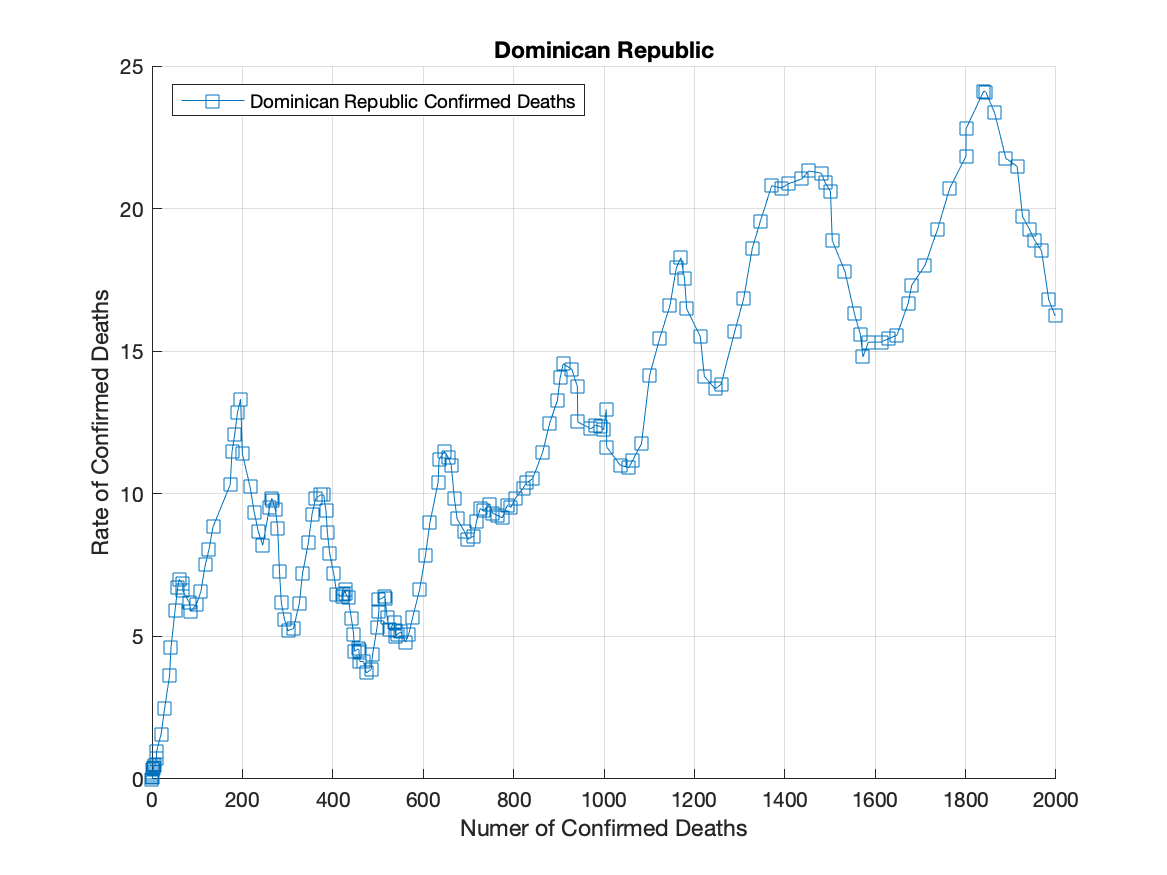 Dominican Republic
Dominican Republic Confirmed Deaths
Rate of Confirmed Deaths
25
20
15
10
5
0
0 200 400 600 800 1000 1200 1400 1600 1800 2000
Numer of Confirmed Deaths